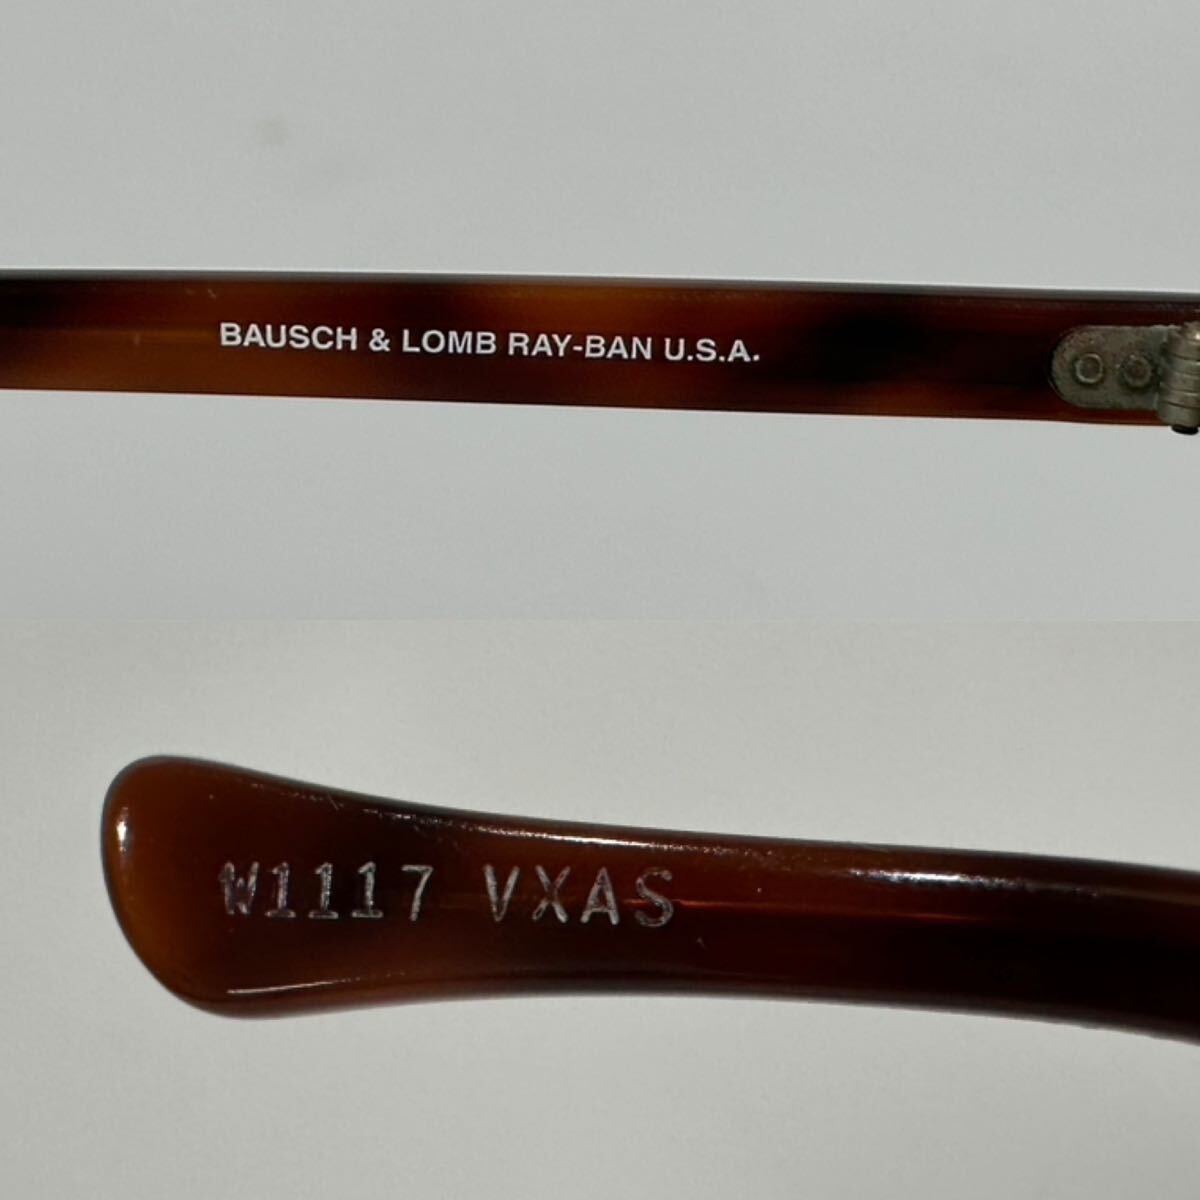 BAUSCH & LOMB RAY-BAN U.S.A.
W1117 VXAS